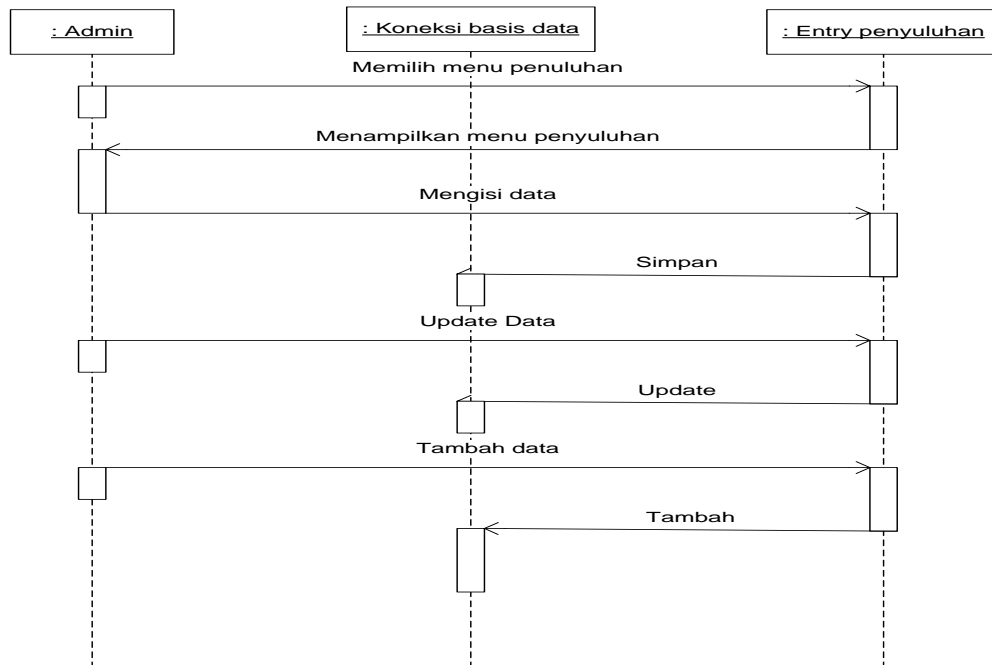 : Admin
: Koneksi basis data
: Entry penyuluhan
Memilih menu penuluhan
Menampilkan menu penyuluhan
Mengisi data
Simpan
Update Data
Update
Tambah data
Tambah